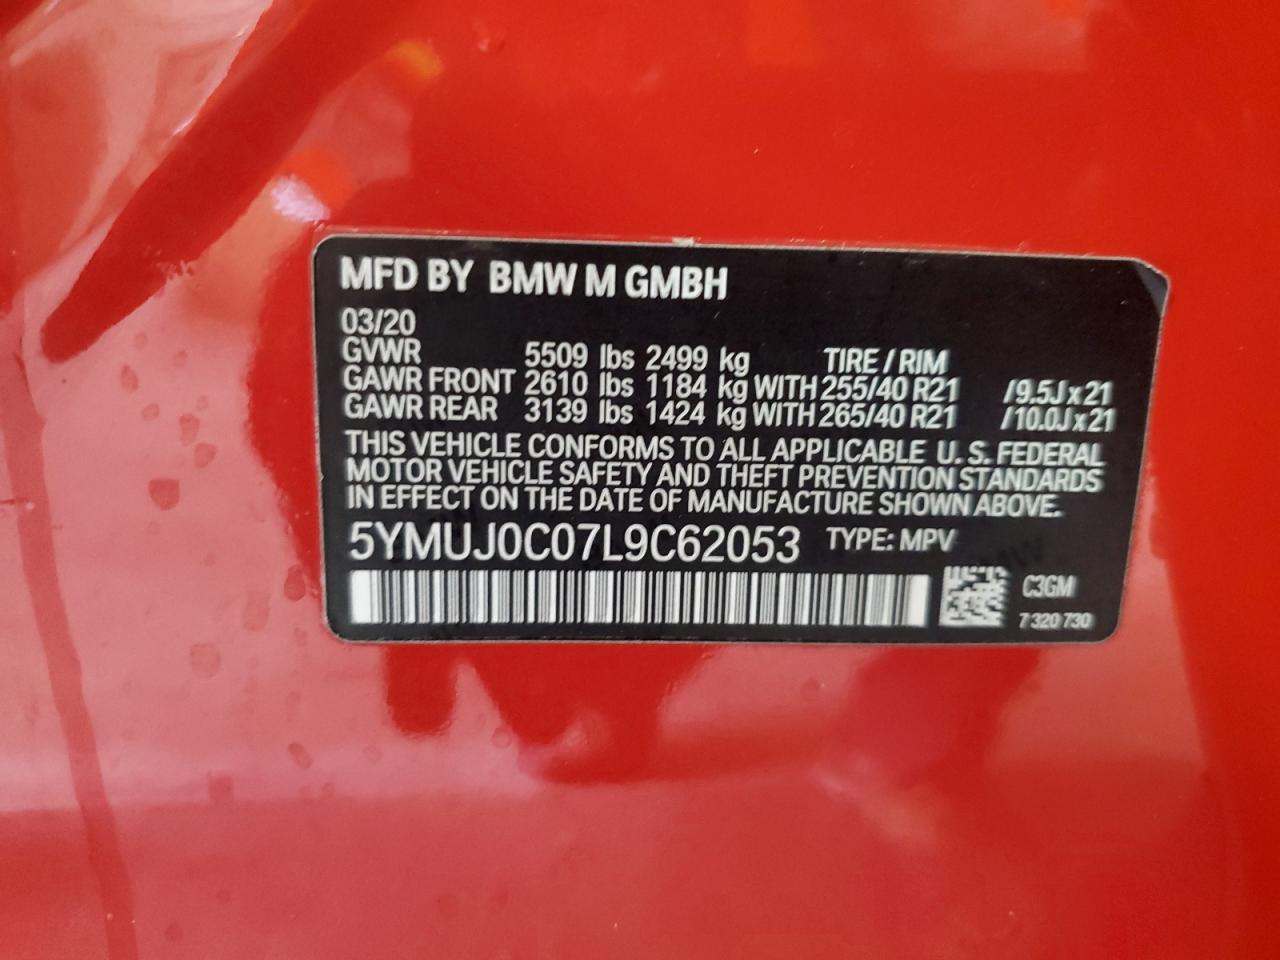 MFD BY BMW M GMBH
03/20
GVWR 5509 lbs 2499 kg TIRE / RIM
GAWR FRONT 2610 lbs 1184 kg WITH 255/40 R21 /9.5J x 21
GAWR REAR 3139 lbs 1424 kg WITH 265/40 R21 /10.0J x 21
THIS VEHICLE CONFORMS TO ALL APPLICABLE U. S. FEDERAL
MOTOR VEHICLE SAFETY AND THEFT PREVENTION STANDARDS
IN EFFECT ON THE DATE OF MANUFACTURE SHOWN ABOVE.
5YMUJ0C07L9C62053 TYPE: MPV
C3GM
7 320 730